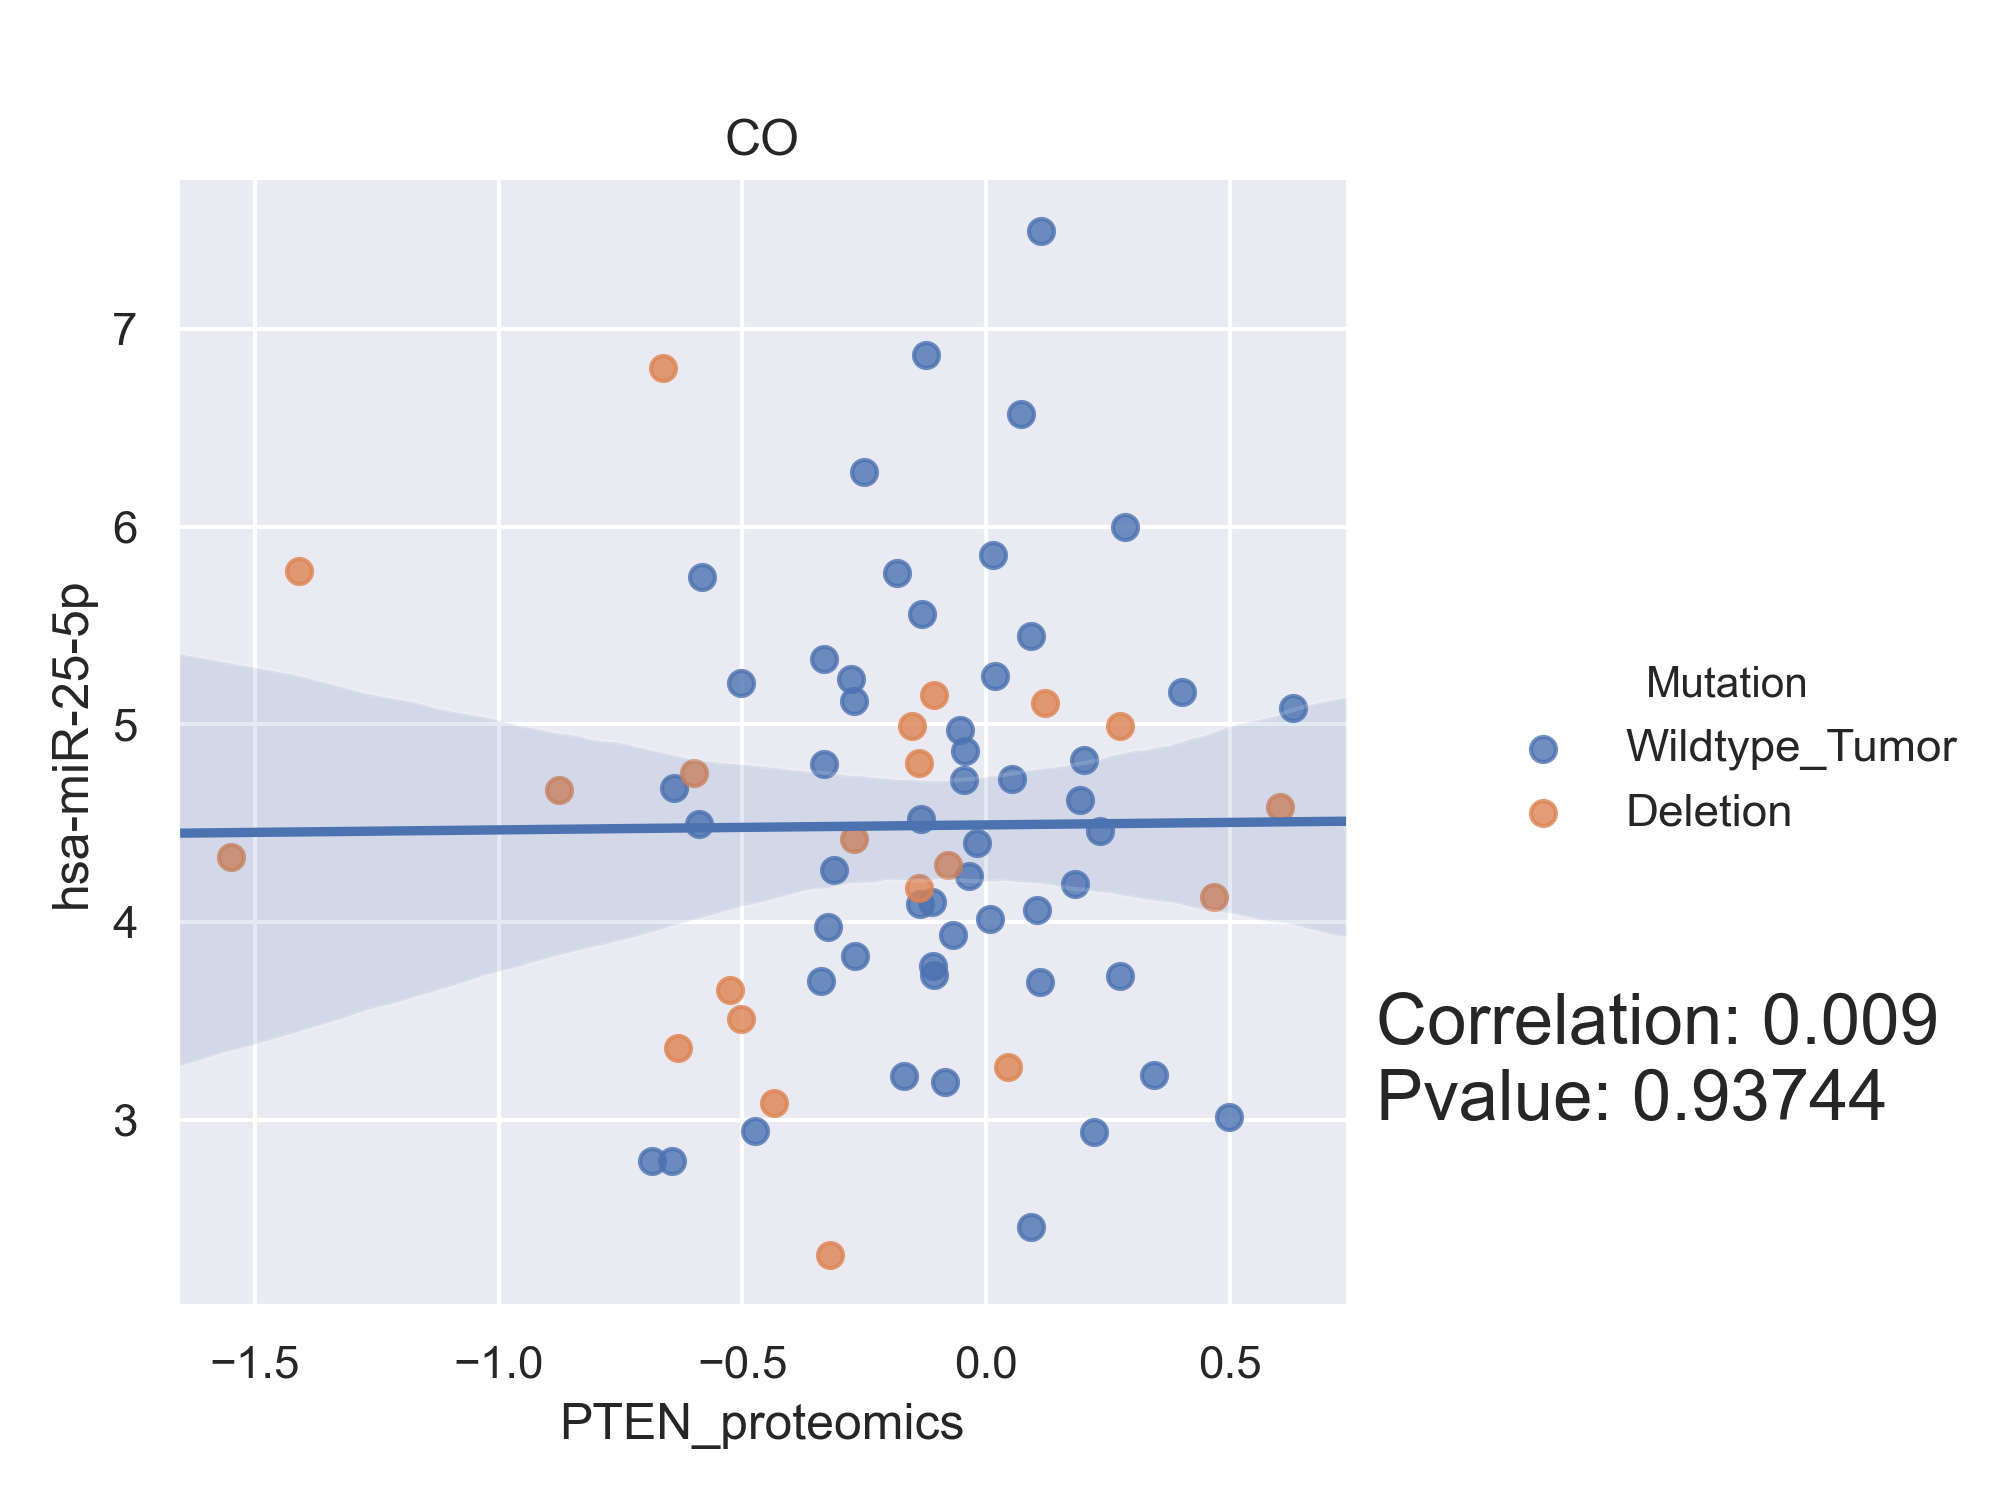 CO
7
6
5
4
3
hsa-miR-25-5p
−1.5 −1.0 −0.5 0.0 0.5
PTEN_proteomics
Mutation
Wildtype_Tumor
Deletion
Correlation: 0.009
Pvalue: 0.93744